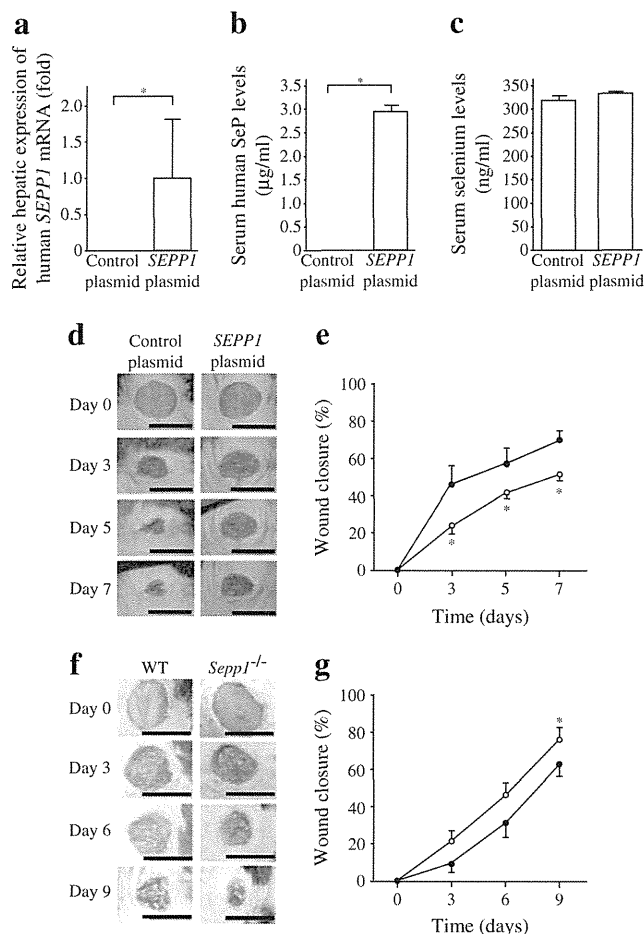 a
Relative hepatic expression of
human SEPP1 mRNA (fold)
*
2.0
1.0
0.5
0
Control
plasmid
SEPP1
plasmid
b
Serum human SeP levels
(µg/ml)
*
3.5
3.0
2.5
2.0
1.5
1.0
0.5
0
Control
plasmid
SEPP1
plasmid
c
Serum selenium levels
(ng/ml)
350
300
250
200
150
100
50
0
Control
plasmid
SEPP1
plasmid
d
Control
plasmid
SEPP1
plasmid
Day 0
Day 3
Day 5
Day 7
e
Wound closure (%)
100
80
60
40
20
0
*
*
*
0 3 5 7
Time (days)
f
WT
Sepp1-/-
Day 0
Day 3
Day 6
Day 9
g
Wound closure (%)
100
80
60
40
20
0
*
0 3 6 9
Time (days)